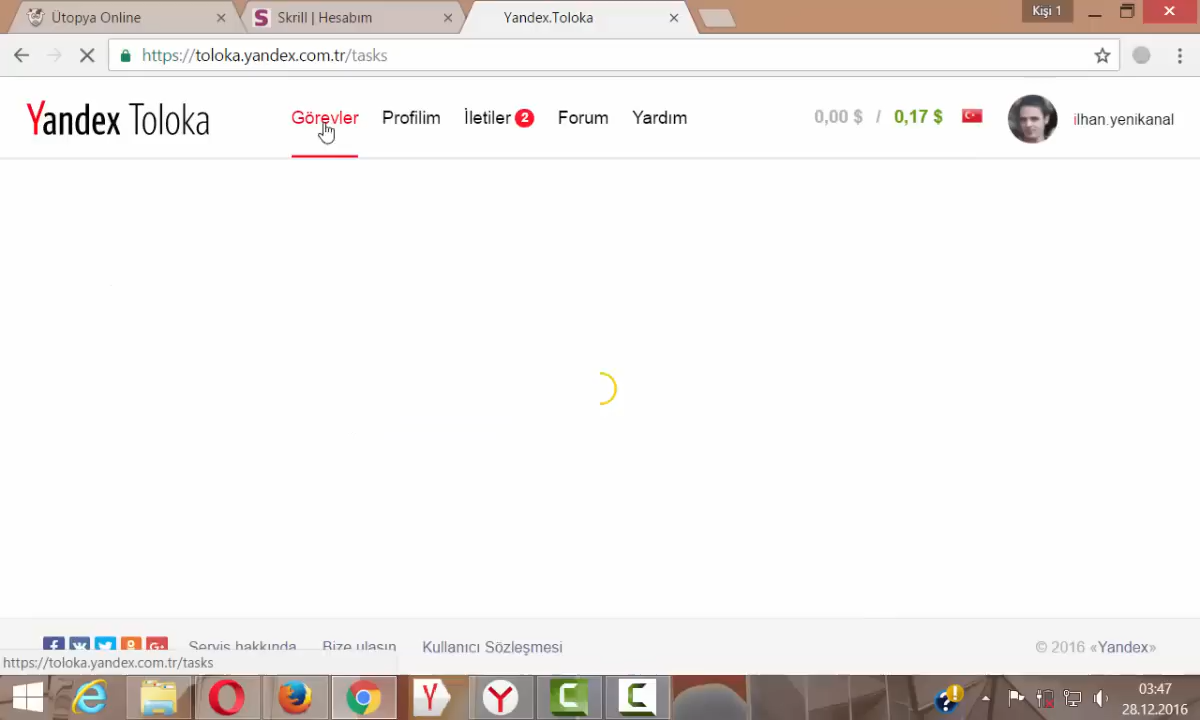 Ütopya Online
Skrill | Hesabım
Yandex.Toloka
Kişi 1
https://toloka.yandex.com.tr/tasks
Yandex Toloka
Görevler
Profilim
İletiler 2
Forum
Yardım
0,00 $ / 0,17 $
ilhan.yenikanal
Servis hakkında
Bize ulaşın
Kullanıcı Sözleşmesi
© 2016 «Yandex»
https://toloka.yandex.com.tr/tasks
03:47
28.12.2016